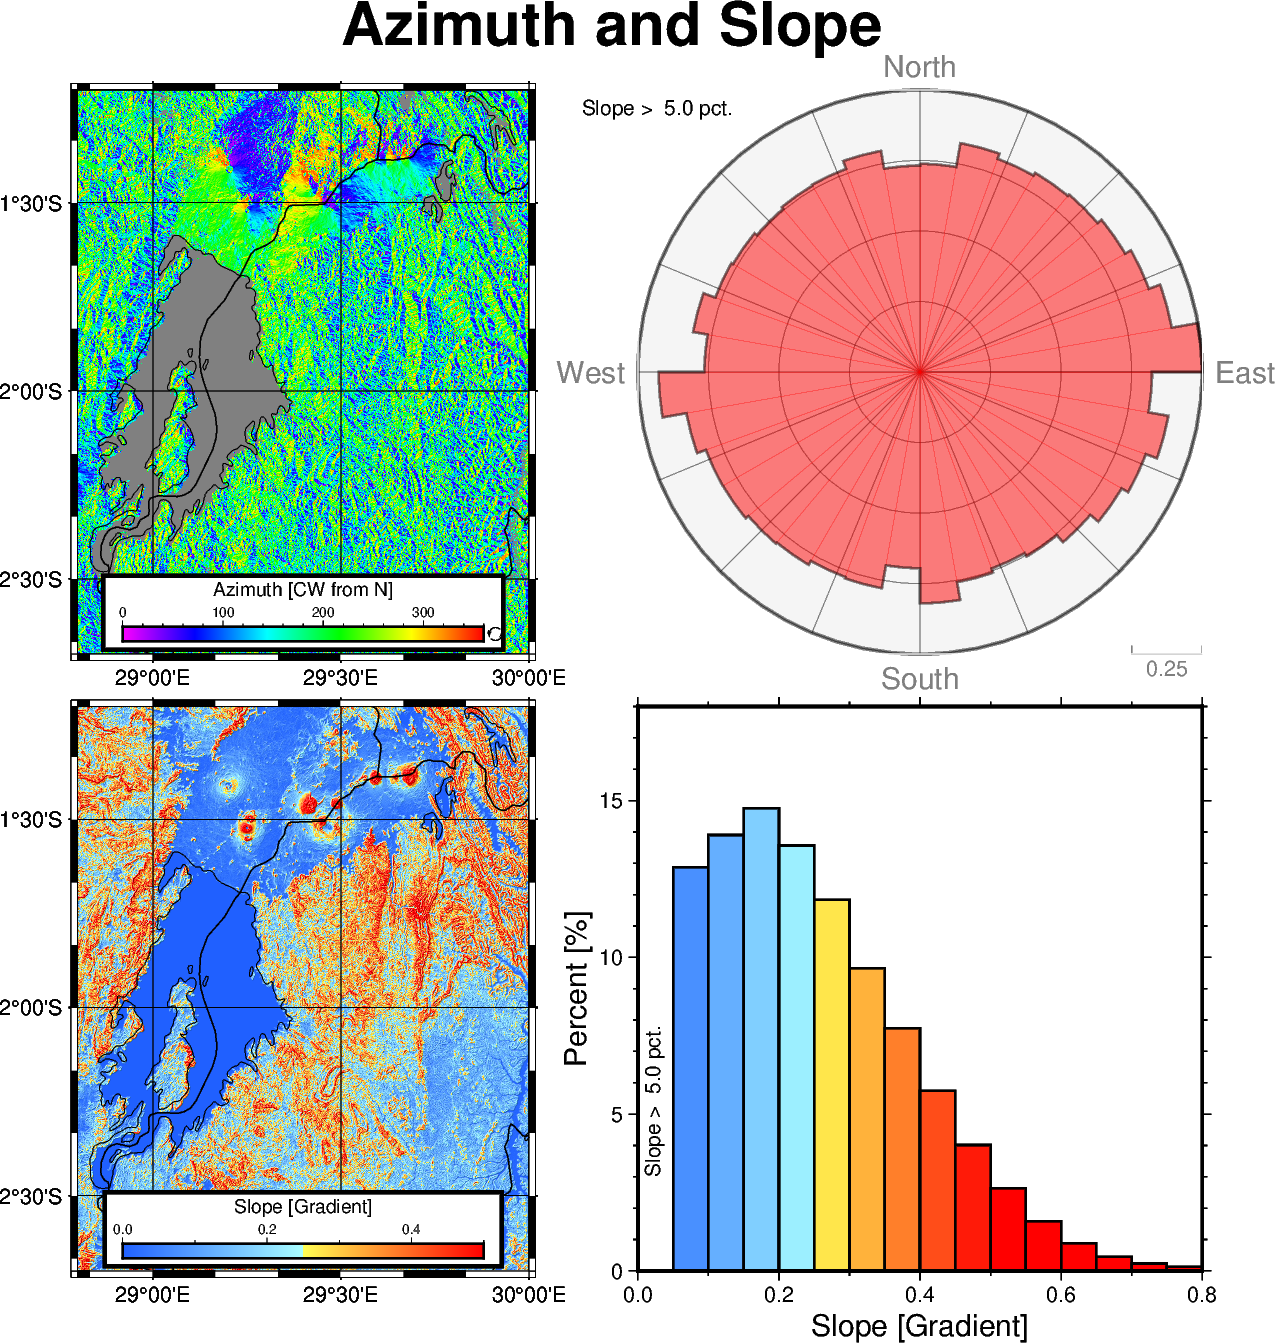 Azimuth and Slope
North
Slope > 5.0 pct.
1°30'S
2°00'S
2°30'S
West
East
South
0.25
Azimuth [CW from N]
0 100 200 300
29°00'E 29°30'E 30°00'E
1°30'S
2°00'S
2°30'S
Slope [Gradient]
0.0 0.2 0.4
29°00'E 29°30'E 30°00'E
15
10
5
0
Percent [%]
Slope > 5.0 pct.
0.0 0.2 0.4 0.6 0.8
Slope [Gradient]